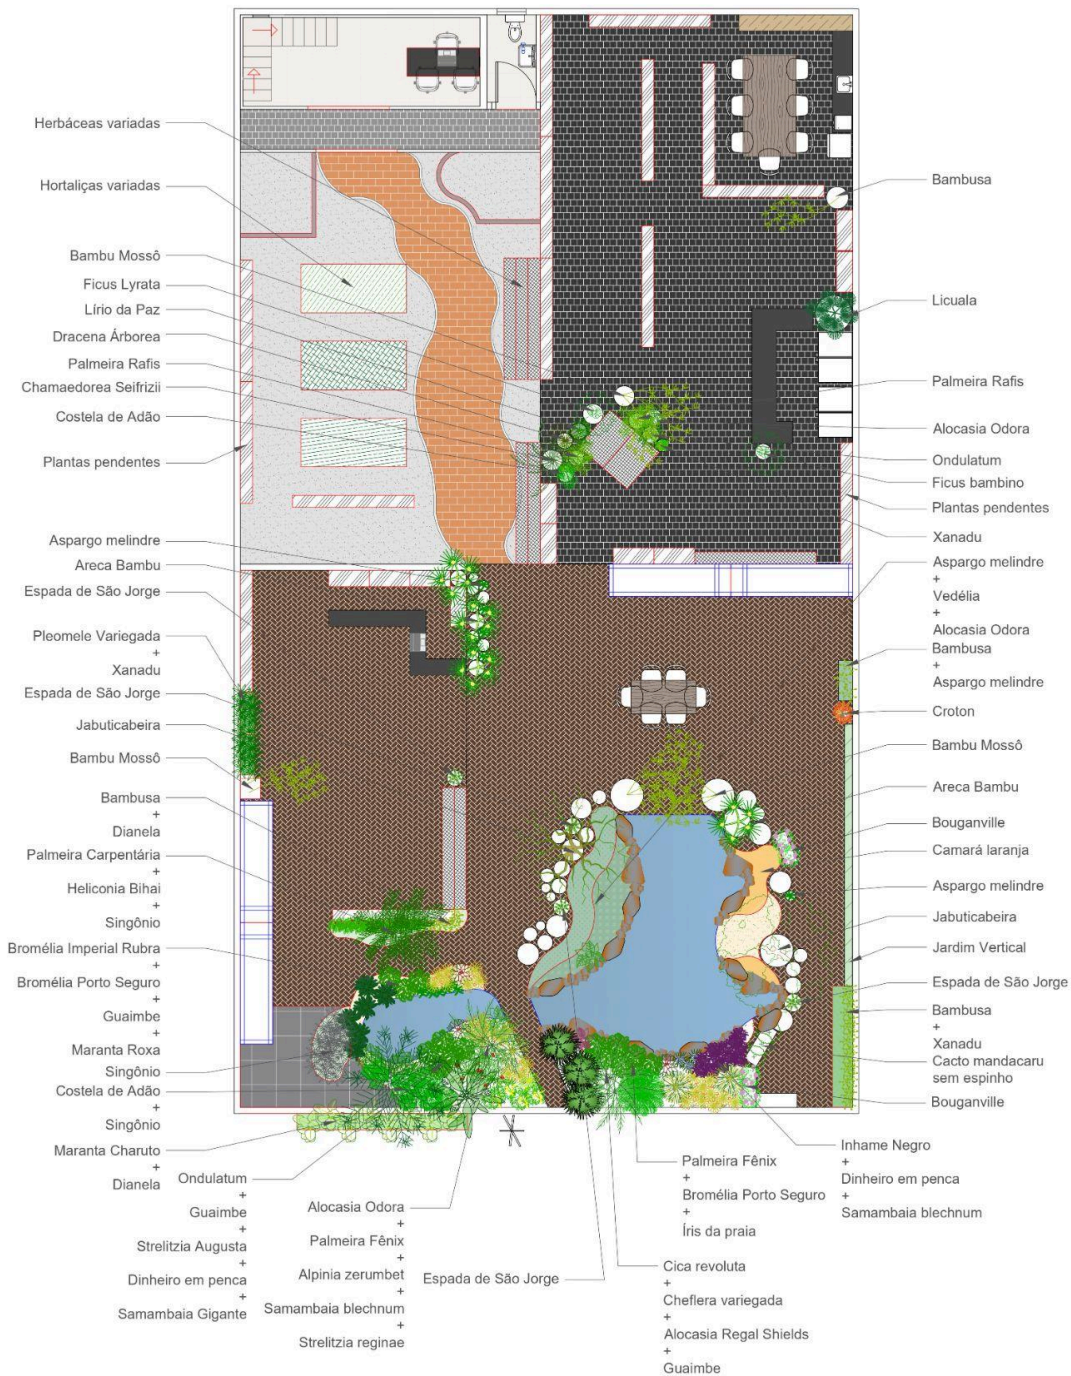 Herbáceas variadas
Hortaliças variadas
Bambu Mossô
Ficus Lyrata
Lírio da Paz
Dracena Árborea
Palmeira Rafis
Chamaedorea Seifrizii
Costela de Adão
Plantas pendentes
Aspargo melindre
Areca Bambu
Espada de São Jorge
Pleomele Variegada
+
Xanadu
Espada de São Jorge
Jabuticabeira
Bambu Mossô
Bambusa
+
Dianela
Palmeira Carpentária
+
Heliconia Bihai
+
Singônio
Bromélia Imperial Rubra
+
Bromélia Porto Seguro
+
Guaimbe
+
Maranta Roxa
Singônio
Costela de Adão
+
Singônio
Maranta Charuto
+
Dianela
Ondulatum
+
Guaimbe
+
Strelitzia Augusta
+
Dinheiro em penca
+
Samambaia Gigante
Alocasia Odora
+
Palmeira Fênix
+
Alpinia zerumbet
+
Samambaia blechnum
+
Strelitzia reginae
Espada de São Jorge
Bambusa
Licuala
Palmeira Rafis
Alocasia Odora
Ondulatum
Ficus bambino
Plantas pendentes
Xanadu
Aspargo melindre
+
Vedélia
+
Alocasia Odora
Bambusa
+
Aspargo melindre
Croton
Bambu Mossô
Areca Bambu
Bouganville
Camará laranja
Aspargo melindre
Jabuticabeira
Jardim Vertical
Espada de São Jorge
Bambusa
+
Xanadu
Cacto mandacaru
sem espinho
Bouganville
Inhame Negro
+
Dinheiro em penca
+
Samambaia blechnum
Palmeira Fênix
+
Bromélia Porto Seguro
+
Íris da praia
Cica revoluta
+
Cheflera variegada
+
Alocasia Regal Shields
+
Guaimbe